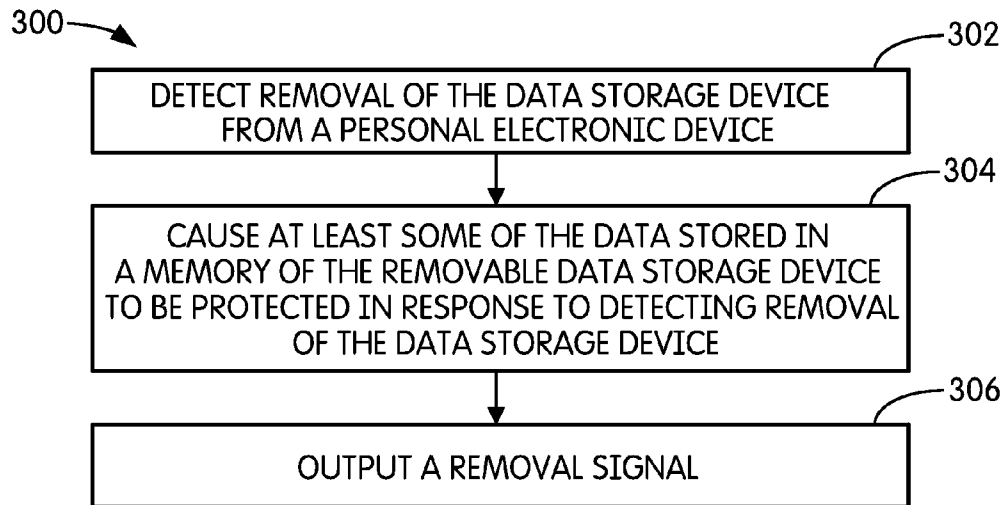 300
302
DETECT REMOVAL OF THE DATA STORAGE DEVICE
FROM A PERSONAL ELECTRONIC DEVICE
304
CAUSE AT LEAST SOME OF THE DATA STORED IN
A MEMORY OF THE REMOVABLE DATA STORAGE DEVICE
TO BE PROTECTED IN RESPONSE TO DETECTING REMOVAL
OF THE DATA STORAGE DEVICE
306
OUTPUT A REMOVAL SIGNAL